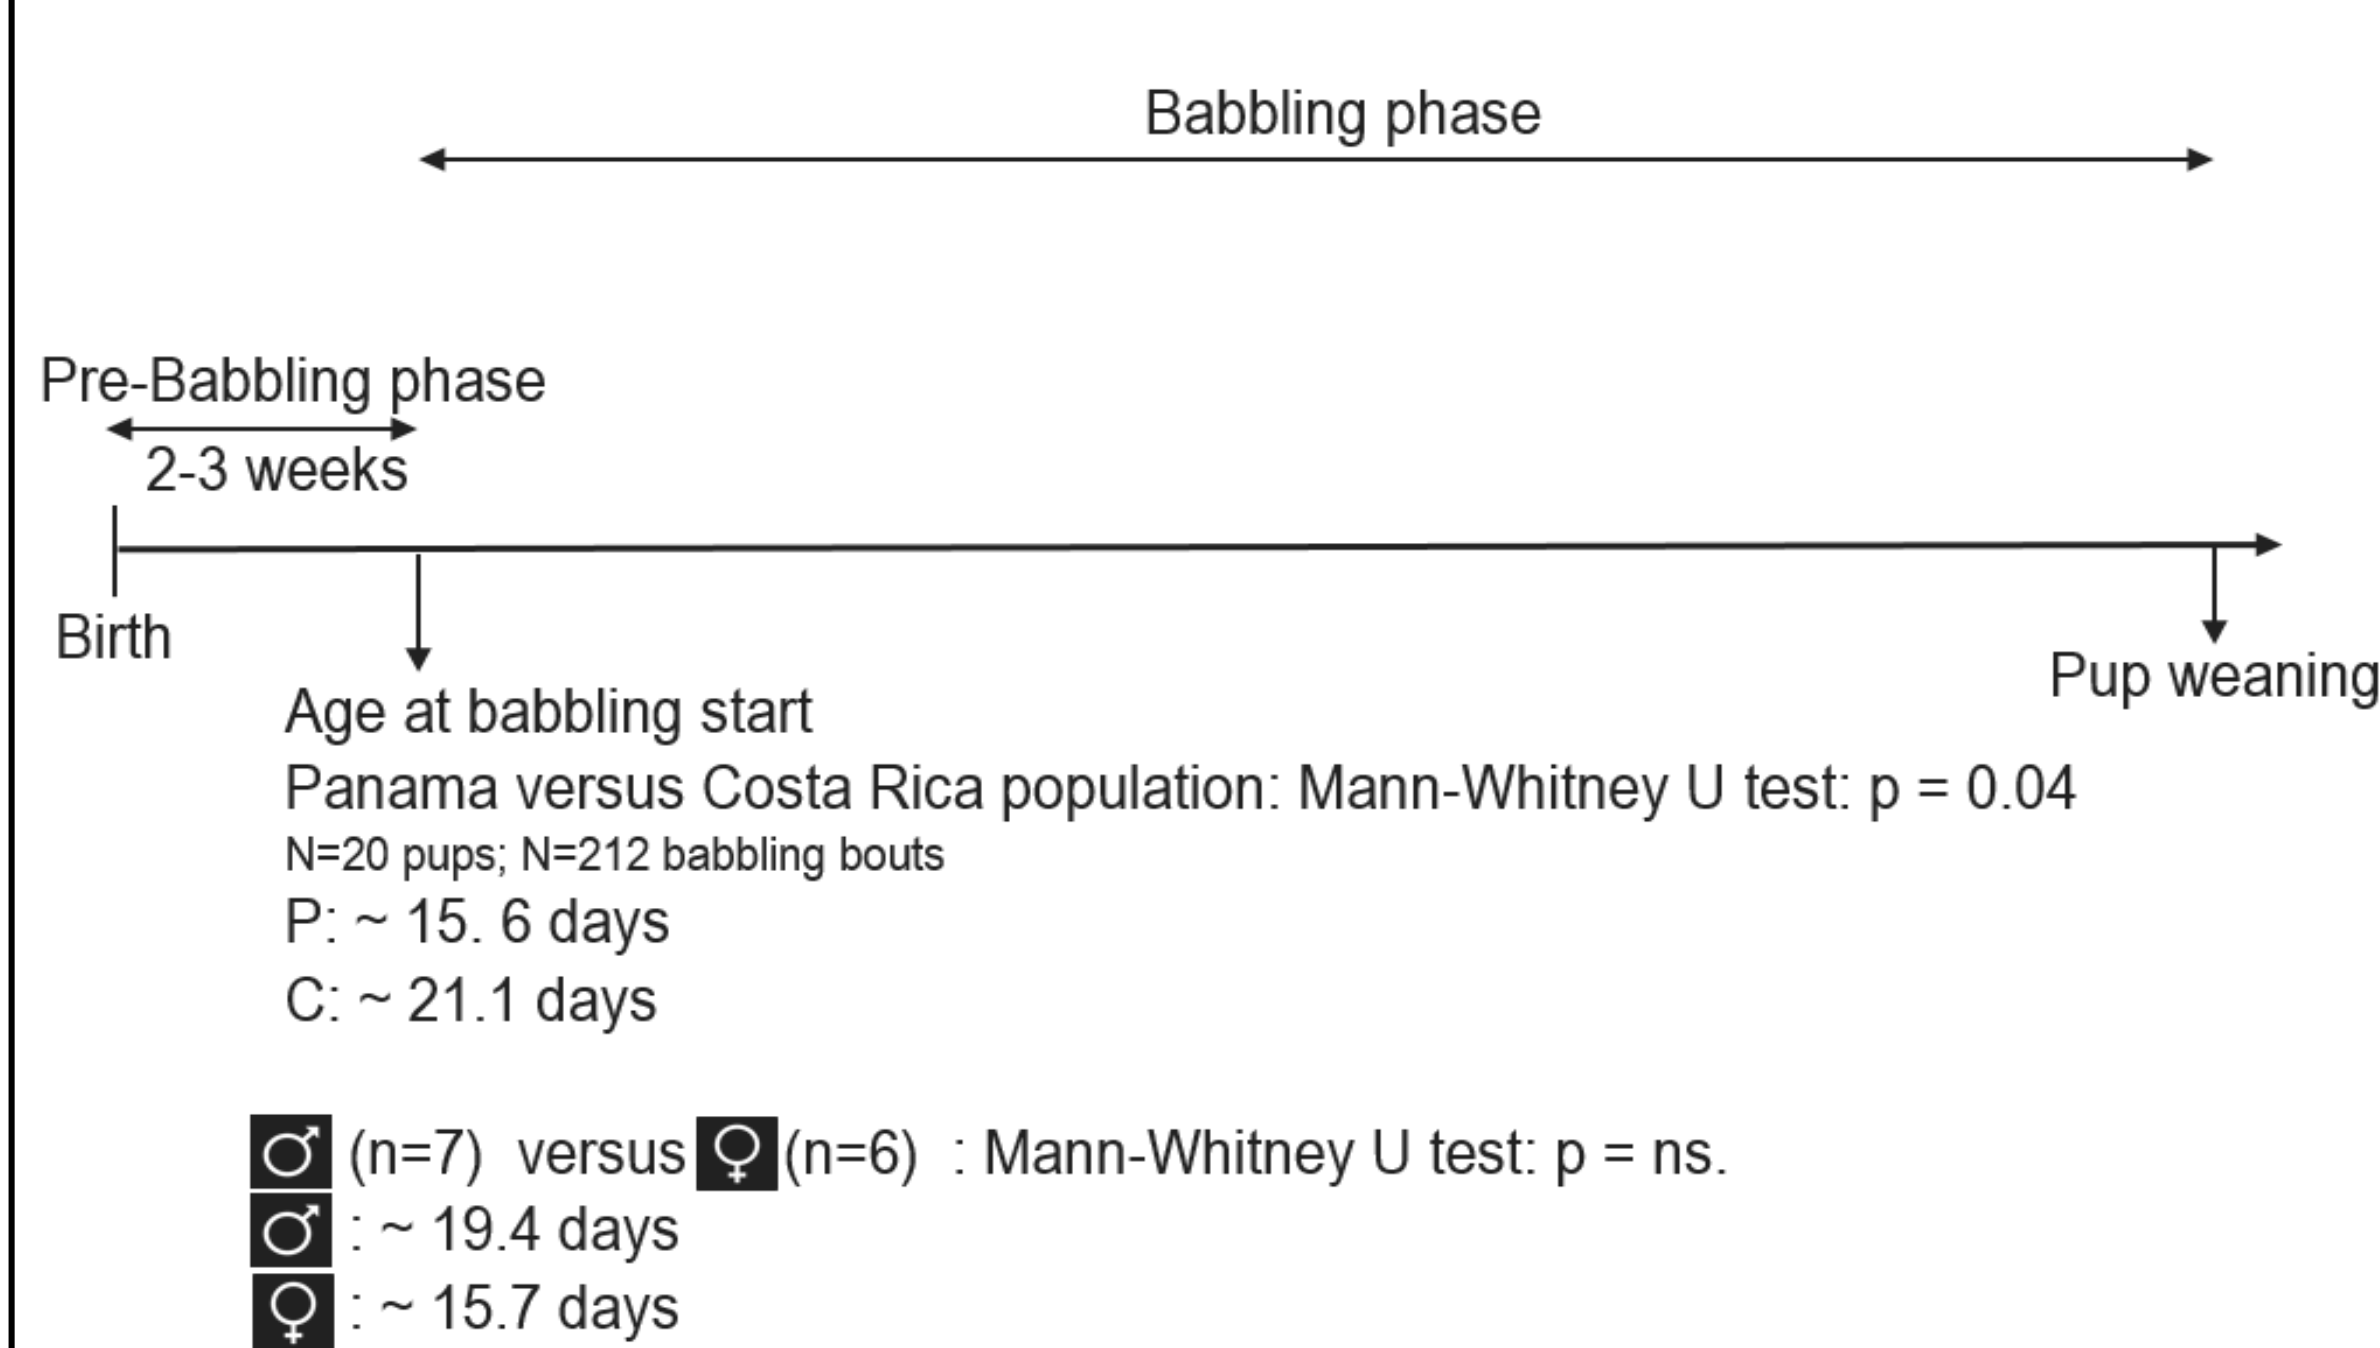 Babbling phase
Pre-Babbling phase
2-3 weeks
Birth
Pup weaning
Age at babbling start
Panama versus Costa Rica population: Mann-Whitney U test: p = 0.04
N=20 pups; N=212 babbling bouts
P: ~ 15. 6 days
C: ~ 21.1 days
♂ (n=7) versus ♀ (n=6) : Mann-Whitney U test: p = ns.
♂ : ~ 19.4 days
♀ : ~ 15.7 days